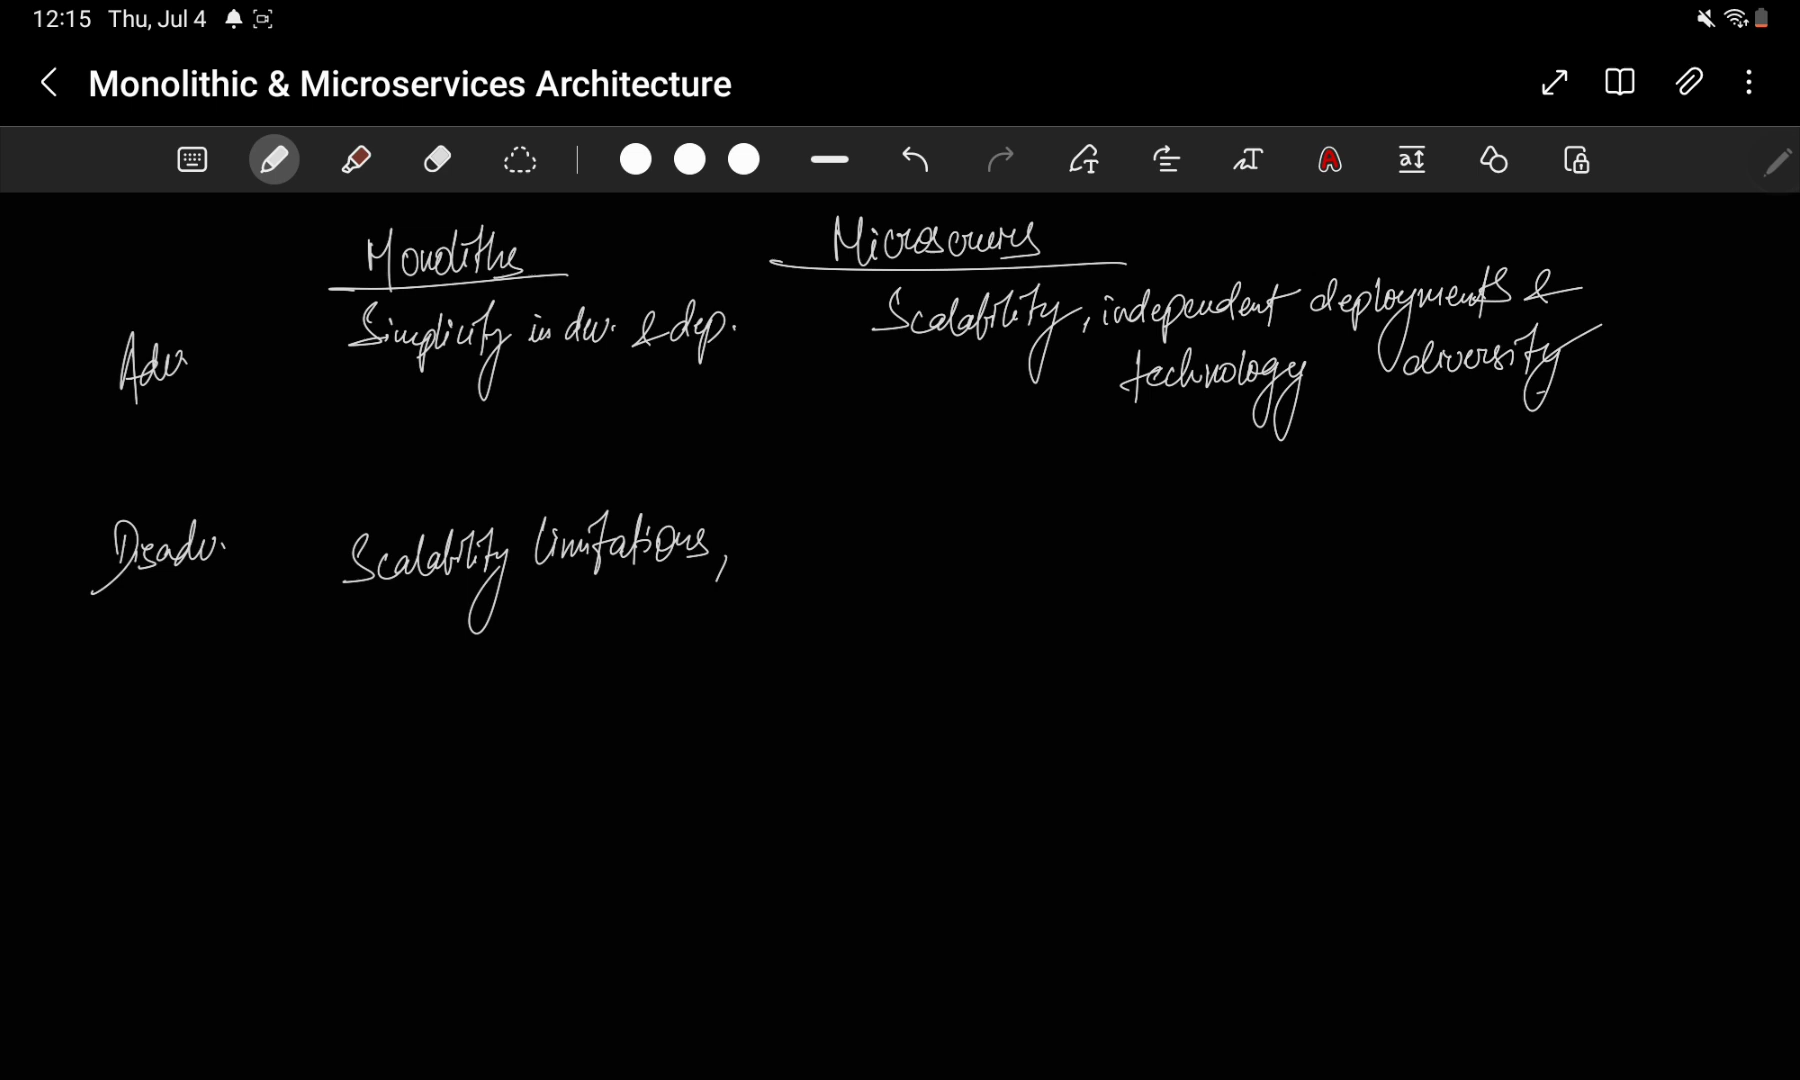 12:15 Thu, Jul 4
Monolithic & Microservices Architecture
Monoliths
Microservices
Adv
Simplicity in dev. & dep.
Scalability, independent deployments &
technology diversity
Disadv.
Scalability limitations,